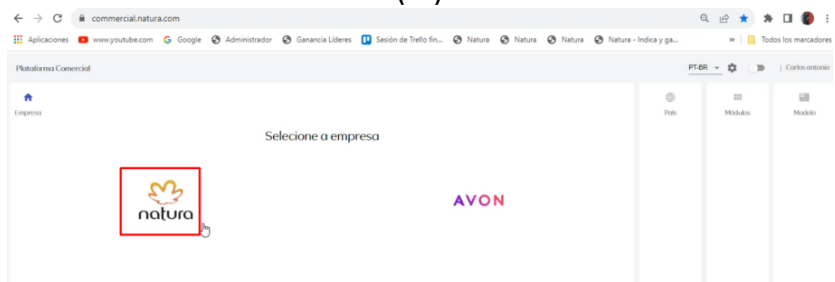 commercial.natura.com
Aplicaciones www.youtube.com Google Administrador Ganancia Líderes Sesión de Trello fin... Natura Natura Natura Natura - Indica y ga... » Todos los marcadores
Plataforma Comercial PT-BR | Carlos antonio
Empresa País Módulos Modelo
Selecione a empresa
natura AVON